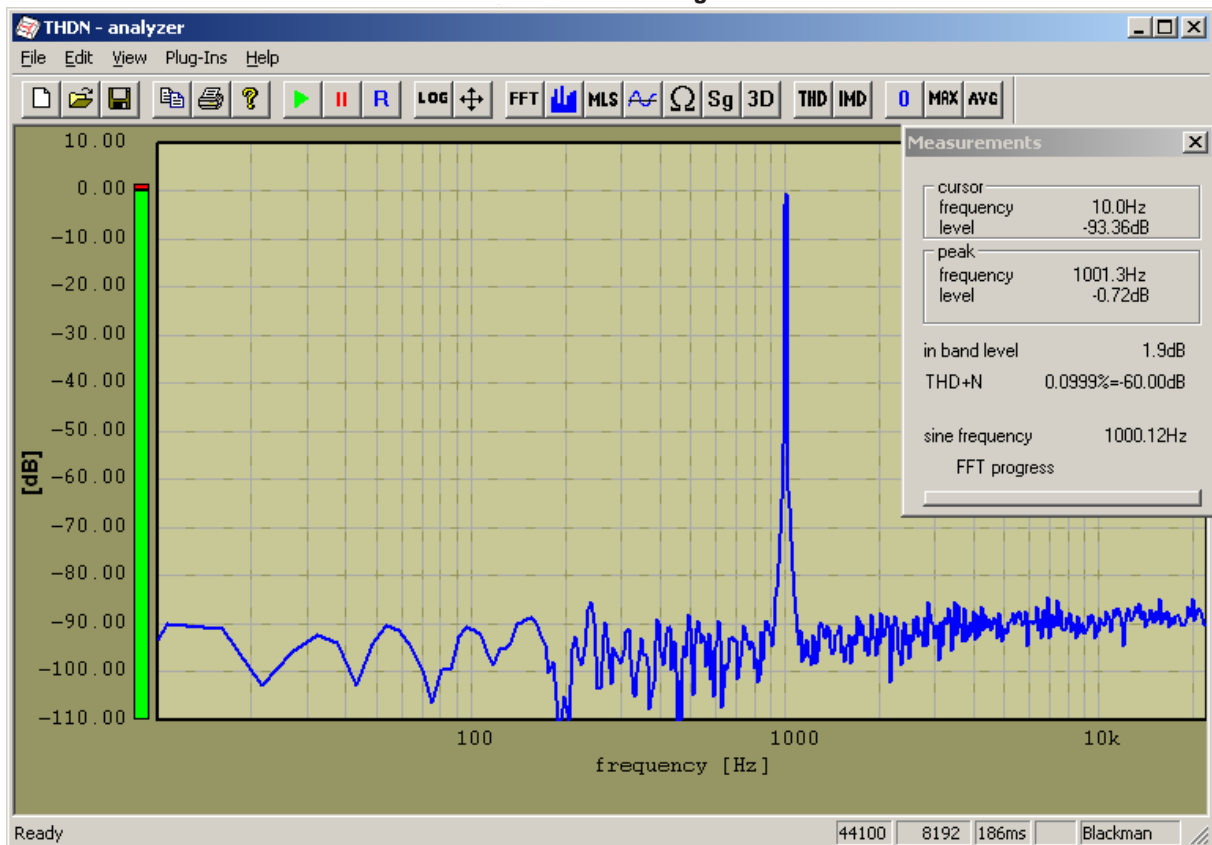 THDN - analyzer
File Edit View Plug-Ins Help
R LOG FFT MLS Ω Sg 3D THD IMD 0 MAX AVG
Measurements
cursor
frequency 10.0Hz
level -93.36dB
peak
frequency 1001.3Hz
level -0.72dB
in band level 1.9dB
THD+N 0.0999%=-60.00dB
sine frequency 1000.12Hz
FFT progress
10.00
0.00
-10.00
-20.00
-30.00
-40.00
-50.00
-60.00
-70.00
-80.00
-90.00
-100.00
-110.00
[dB]
100 1000 10k
frequency [Hz]
Ready 44100 8192 186ms Blackman